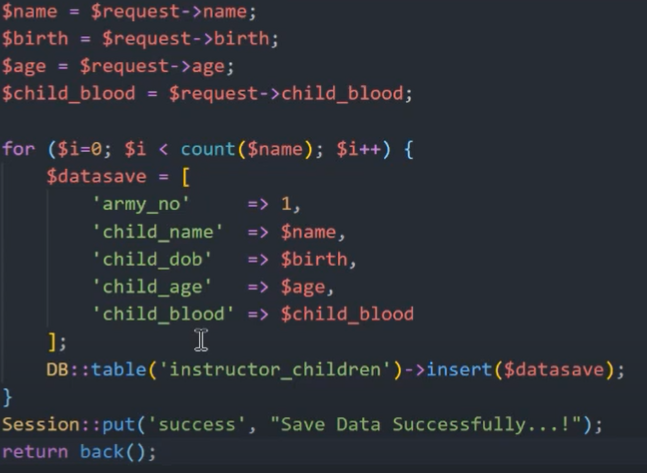 $name = $request->name;
$birth = $request->birth;
$age = $request->age;
$child_blood = $request->child_blood;
for ($i=0; $i < count($name); $i++) {
    $datasave = [
        'army_no'     => 1,
        'child_name'  => $name,
        'child_dob'   => $birth,
        'child_age'   => $age,
        'child_blood' => $child_blood
    ];
    DB::table('instructor_children')->insert($datasave);
}
Session::put('success', "Save Data Successfully...!");
return back();